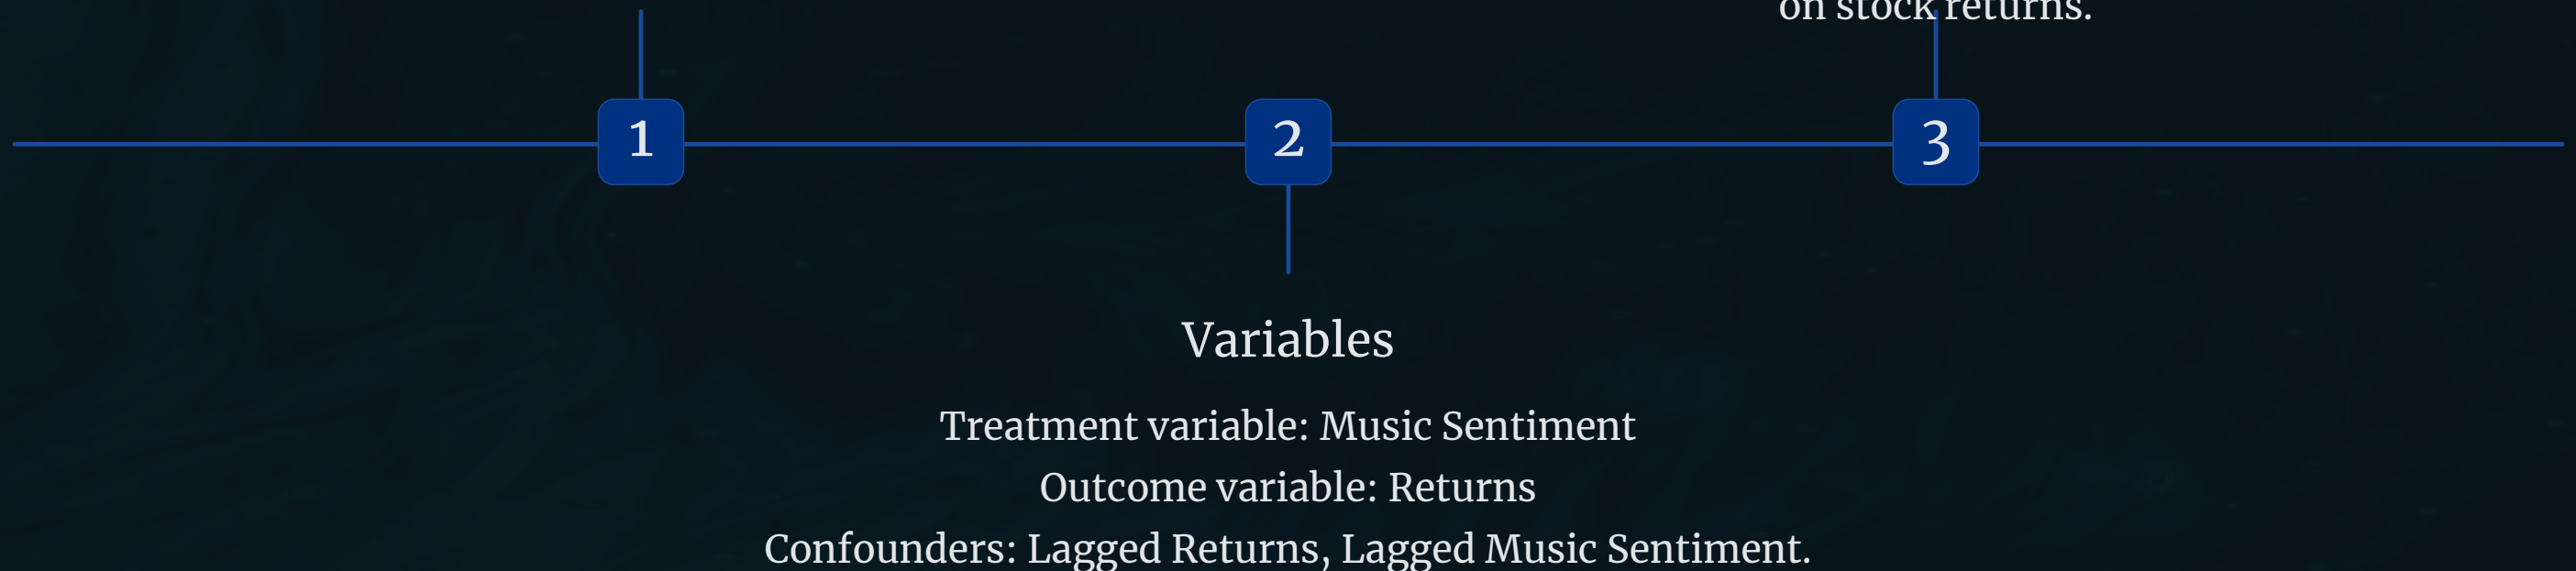 on stock returns.
1
2
3
Variables
Treatment variable: Music Sentiment
Outcome variable: Returns
Confounders: Lagged Returns, Lagged Music Sentiment.